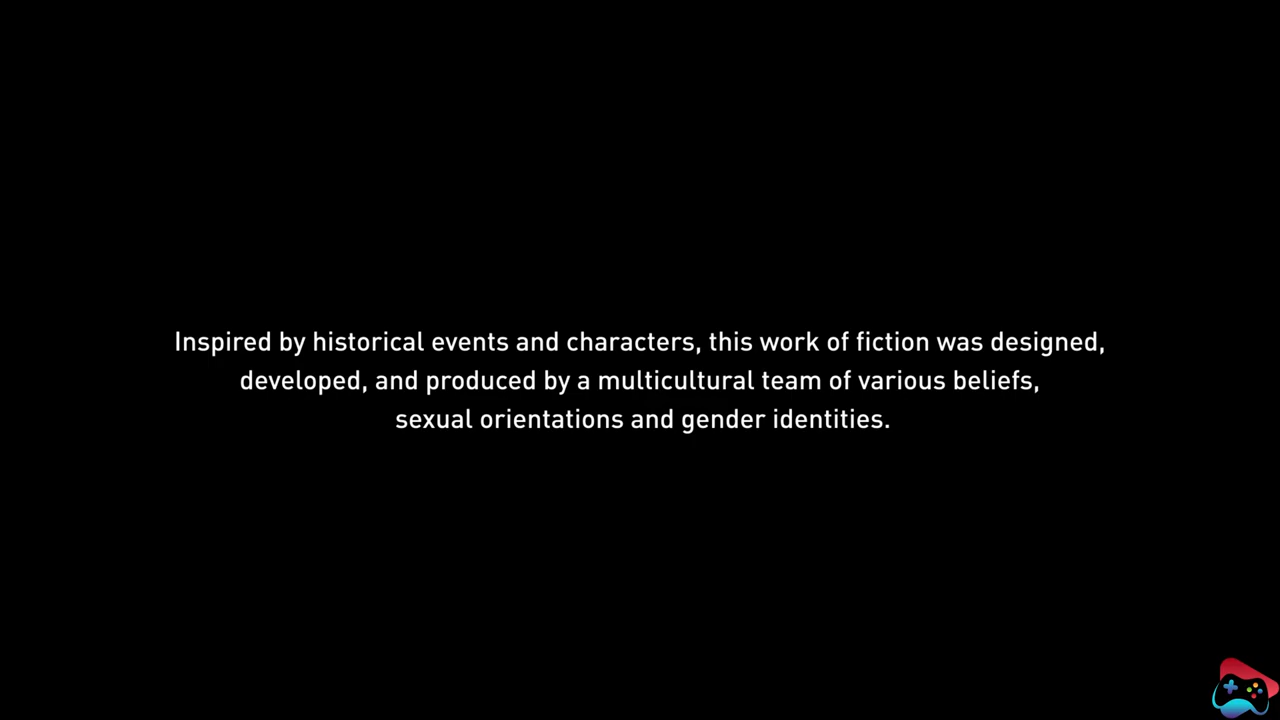 Inspired by historical events and characters, this work of fiction was designed,
developed, and produced by a multicultural team of various beliefs,
sexual orientations and gender identities.